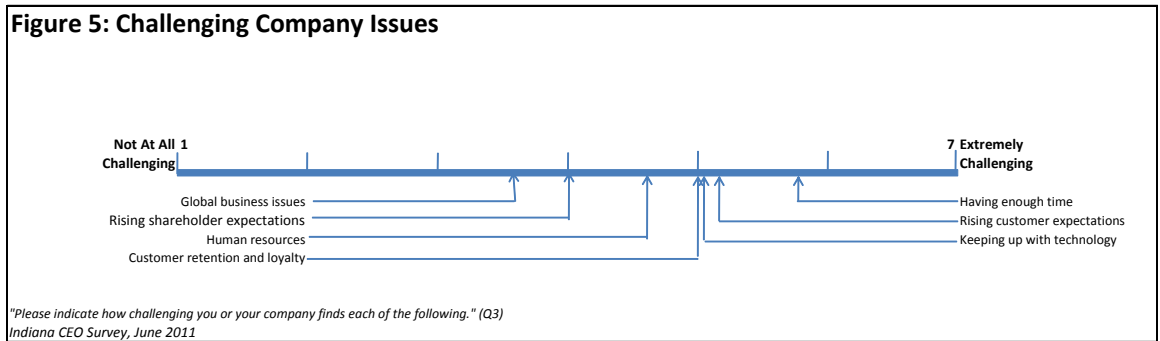 Figure 5: Challenging Company Issues
Not At All 1
Challenging
7 Extremely
Challenging
Global business issues
Rising shareholder expectations
Human resources
Customer retention and loyalty
Having enough time
Rising customer expectations
Keeping up with technology
"Please indicate how challenging you or your company finds each of the following." (Q3)
Indiana CEO Survey, June 2011